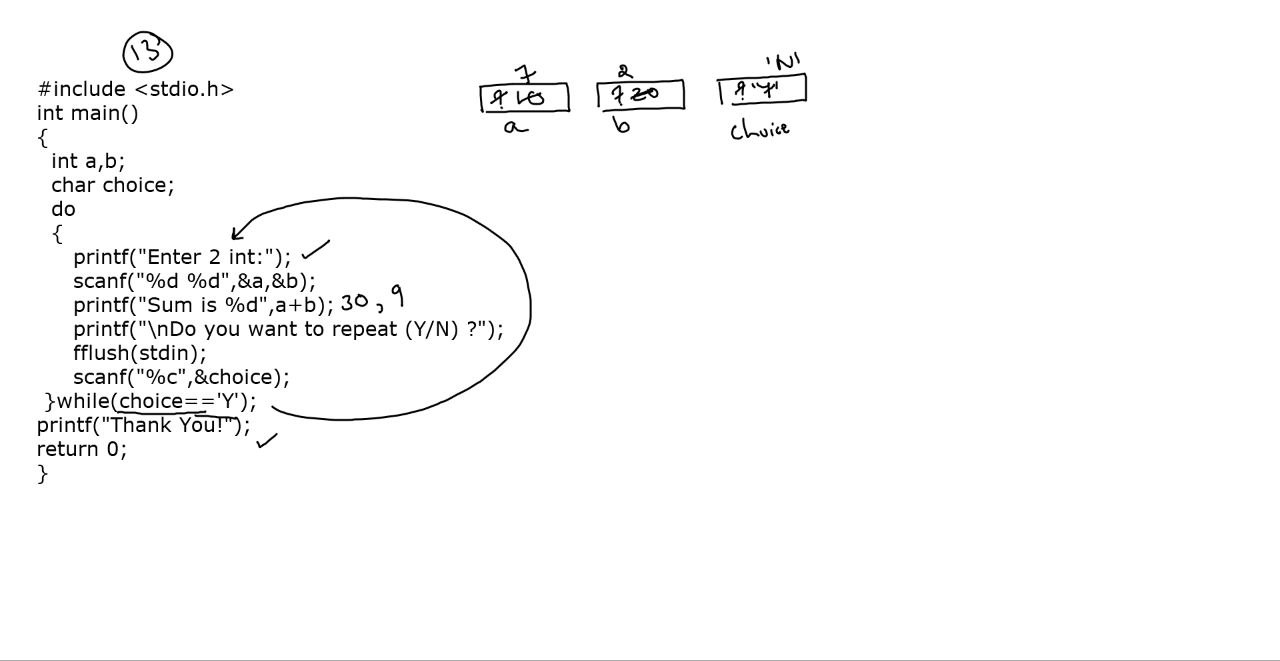 13
#include <stdio.h>
int main()
{
int a,b;
char choice;
do
{
printf("Enter 2 int:");
scanf("%d %d",&a,&b);
printf("Sum is %d",a+b); 30, 9
printf("\nDo you want to repeat (Y/N) ?");
fflush(stdin);
scanf("%c",&choice);
}while(choice=='Y');
printf("Thank You!");
return 0;
}
7 2 'N'
? 10 ? 20 ? 'Y'
a b choice